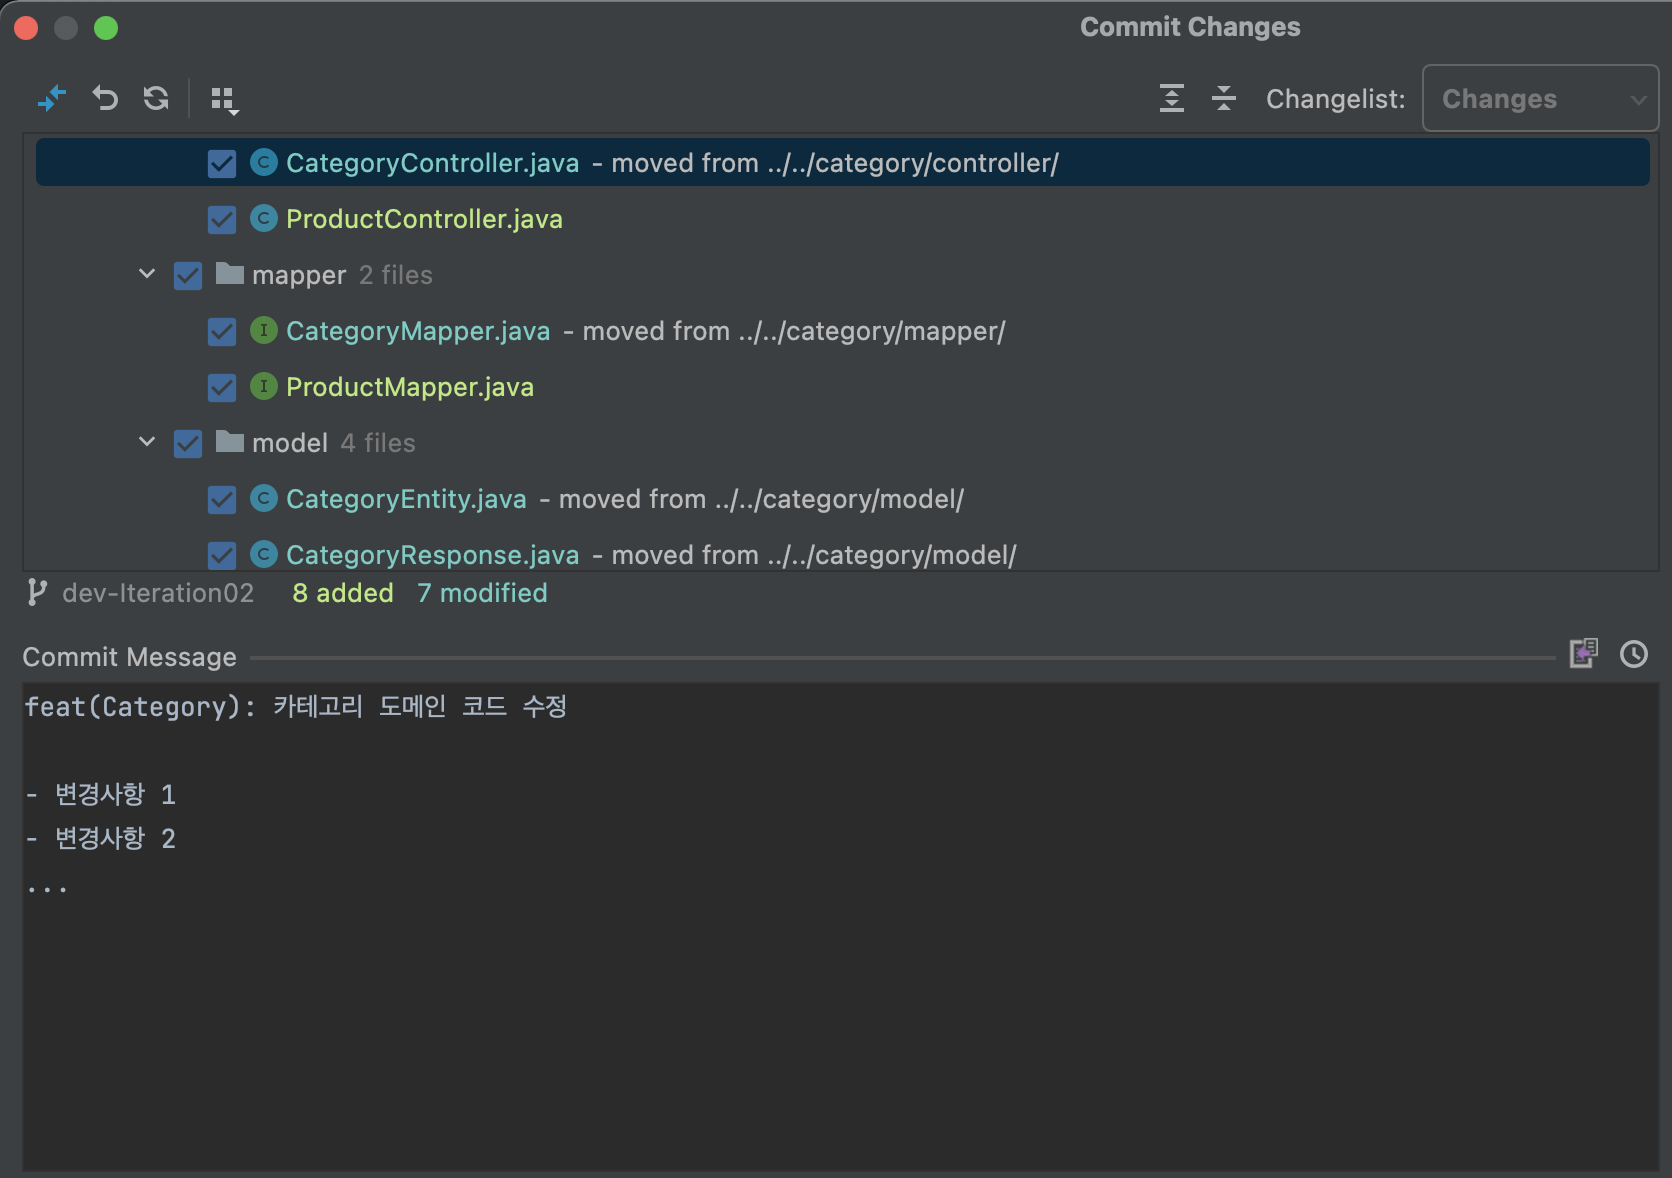 Commit Changes
Changelist: Changes
CategoryController.java - moved from ../../category/controller/
ProductController.java
mapper 2 files
CategoryMapper.java - moved from ../../category/mapper/
ProductMapper.java
model 4 files
CategoryEntity.java - moved from ../../category/model/
CategoryResponse.java - moved from ../../category/model/
dev-Iteration02 8 added 7 modified
Commit Message
feat(Category): 카테고리 도메인 코드 수정
- 변경사항 1
- 변경사항 2
...